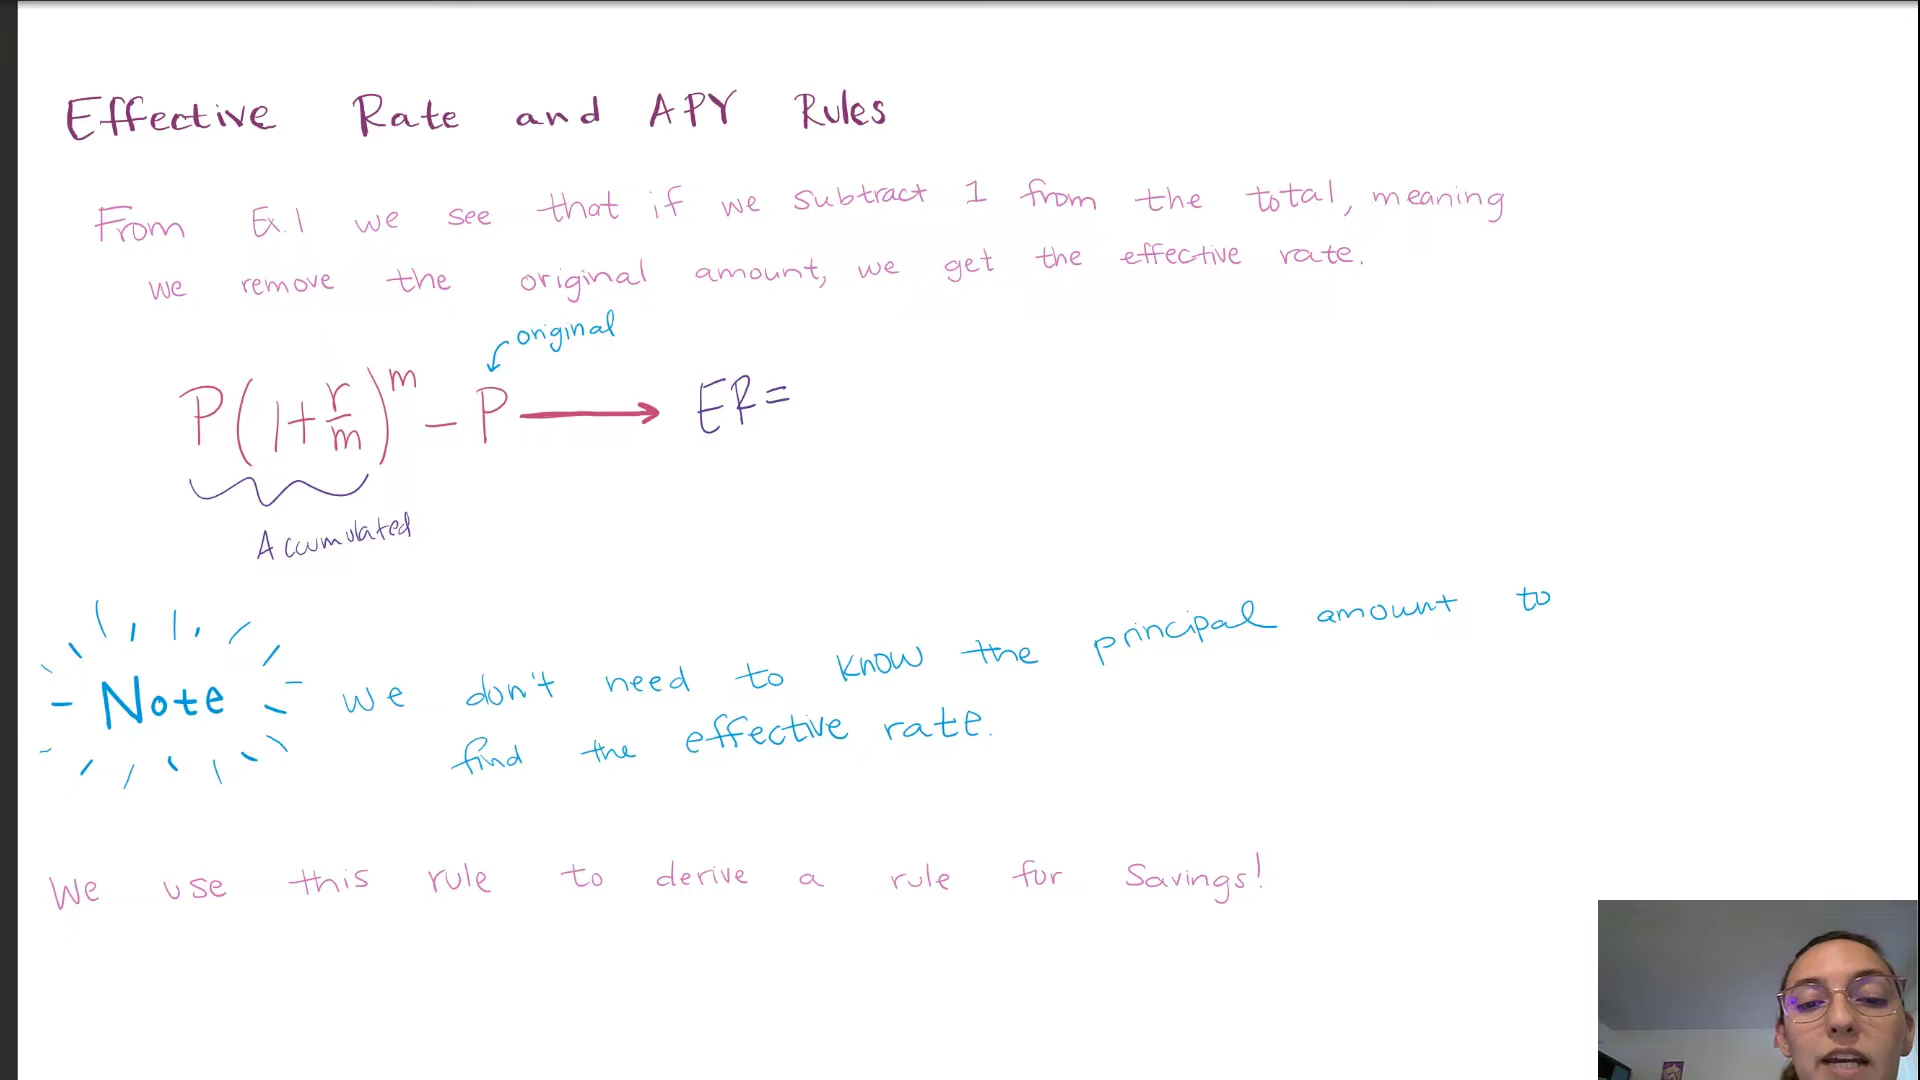 Effective Rate and APY Rules
From Ex.1 we see that if we subtract 1 from the total, meaning
we remove the original amount, we get the effective rate.
original
P(1+r/m)^m - P → ER=
Accumulated
Note we don't need to know the principal amount to
find the effective rate.
We use this rule to derive a rule for Savings!